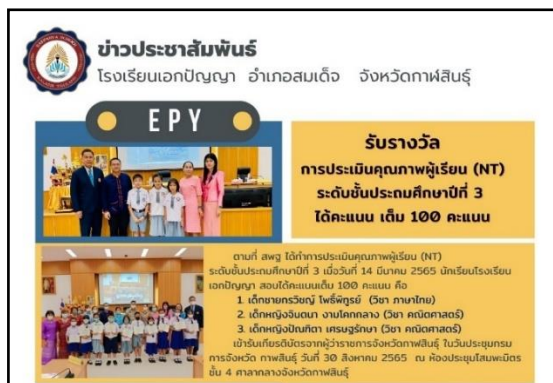 ข่าวประชาสัมพันธ์
โรงเรียนเอกปัญญา อำเภอสมเด็จ จังหวัดกาฬสินธุ์
EPY
รับรางวัล
การประเมินคุณภาพผู้เรียน (NT)
ระดับชั้นประถมศึกษาปีที่ 3
ได้คะแนน เต็ม 100 คะแนน
ตามที่ สพฐ ได้ทำการประเมินคุณภาพผู้เรียน (NT)
ระดับชั้นประถมศึกษาปีที่ 3 เมื่อวันที่ 14 มีนาคม 2565 นักเรียนโรงเรียน
เอกปัญญา สอบได้คะแนนเต็ม 100 คะแนน คือ
1. เด็กชายกรวิชญ์ โพธิ์พิทูรย์ (วิชา ภาษาไทย)
2. เด็กหญิงจินตนา งามโคกกลาง (วิชา คณิตศาสตร์)
3. เด็กหญิงปัณฑิตา เศรษฐรักษา (วิชา คณิตศาสตร์)
เข้ารับเกียรติบัตรจากผู้ว่าราชการจังหวัดกาฬสินธุ์ ในวันประชุมกรม
การจังหวัด กาพสินธุ์ วันที่ 30 สิงหาคม 2565 ณ ห้องประชุมโสมพะมิตร
ชั้น 4 ศาลากลางจังหวัดกาฬสินธุ์